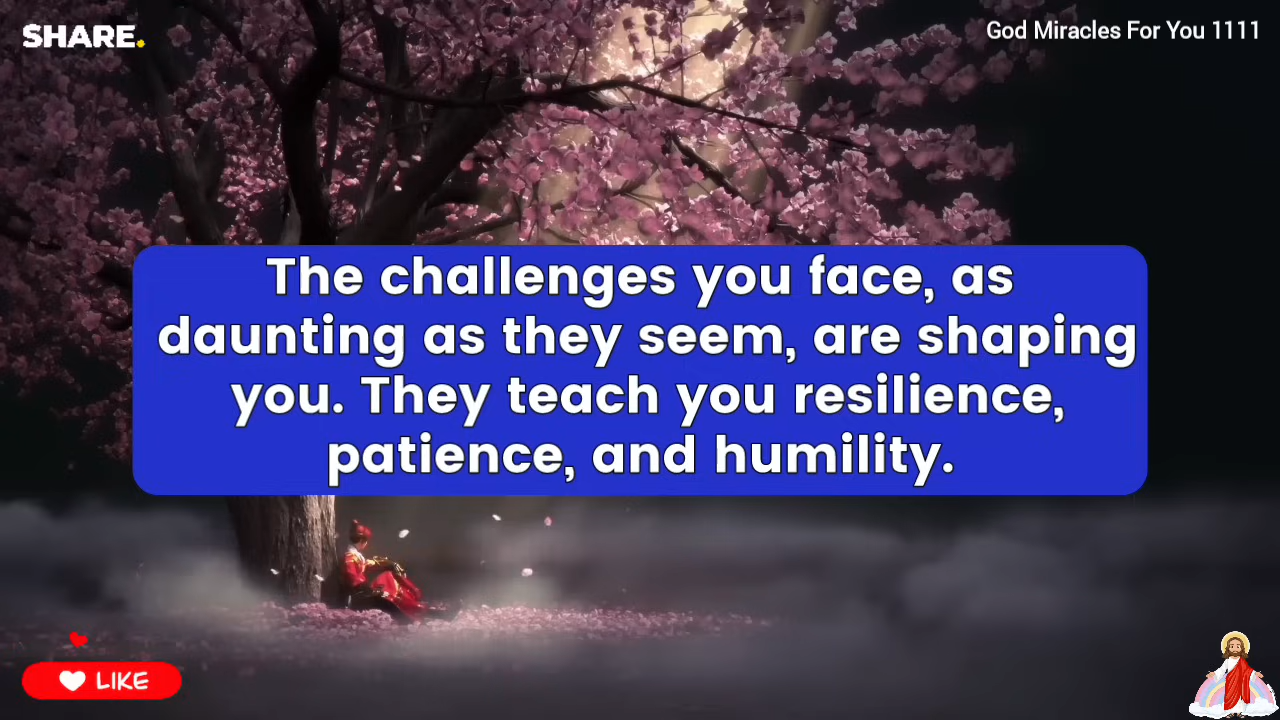 SHARE.
God Miracles For You 1111
The challenges you face, as
daunting as they seem, are shaping
you. They teach you resilience,
patience, and humility.
LIKE